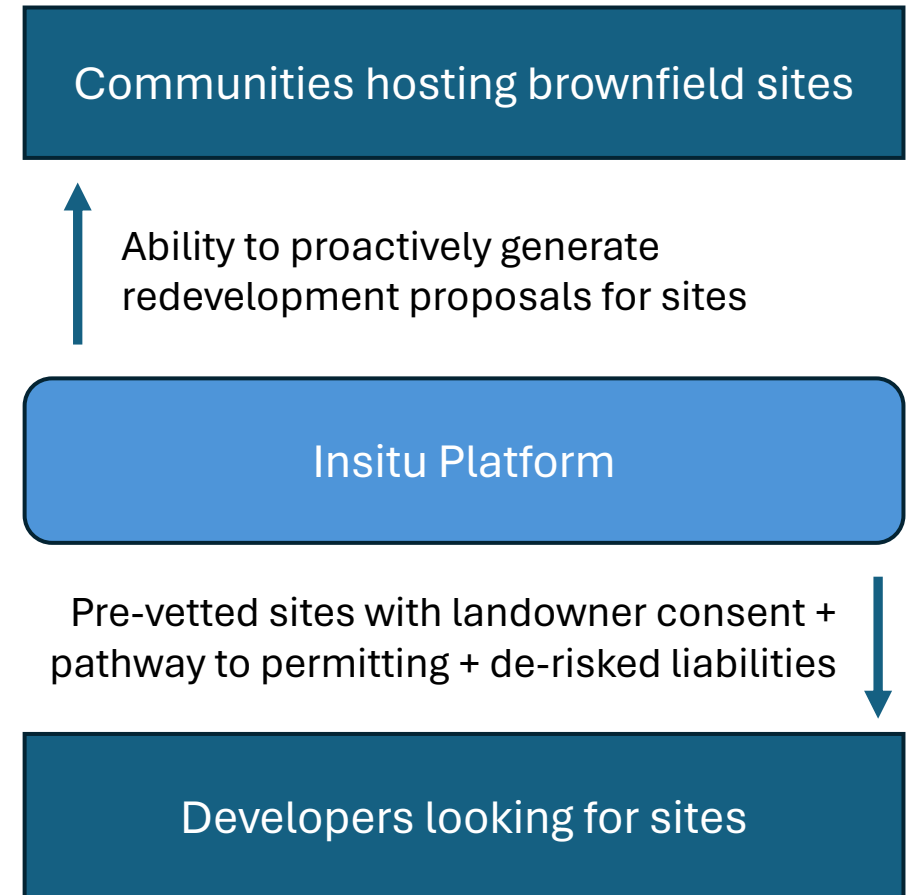 Communities hosting brownfield sites
Ability to proactively generate
redevelopment proposals for sites
Insitu Platform
Pre-vetted sites with landowner consent +
pathway to permitting + de-risked liabilities
Developers looking for sites